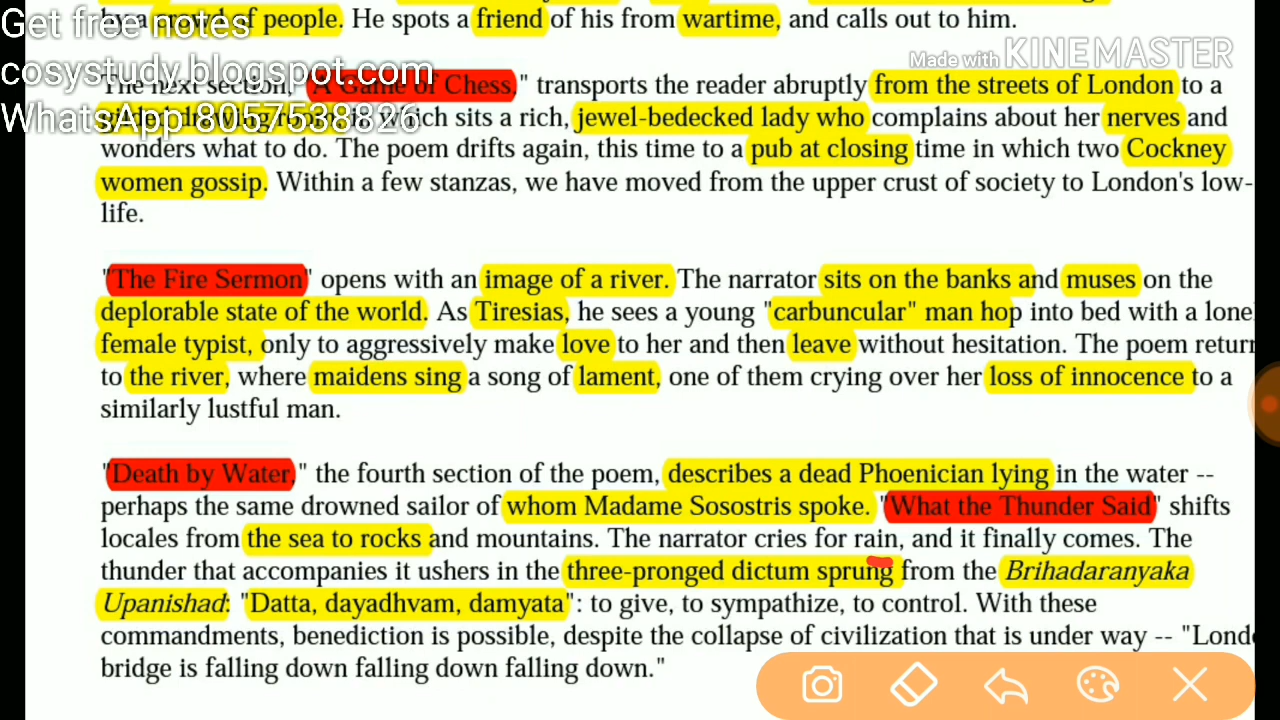 Get free notes
of people. He spots a friend of his from wartime, and calls out to him.
Made with KINEMASTER
cosystudy.blogspot.com
The next section, "A Game of Chess," transports the reader abruptly from the streets of London to a
WhatsApp 8057538826
which sits a rich, jewel-bedecked lady who complains about her nerves and
wonders what to do. The poem drifts again, this time to a pub at closing time in which two Cockney
women gossip. Within a few stanzas, we have moved from the upper crust of society to London's low-
life.
"The Fire Sermon" opens with an image of a river. The narrator sits on the banks and muses on the
deplorable state of the world. As Tiresias, he sees a young "carbuncular" man hop into bed with a lone
female typist, only to aggressively make love to her and then leave without hesitation. The poem retur
to the river, where maidens sing a song of lament, one of them crying over her loss of innocence to a
similarly lustful man.
"Death by Water," the fourth section of the poem, describes a dead Phoenician lying in the water --
perhaps the same drowned sailor of whom Madame Sosostris spoke. "What the Thunder Said" shifts
locales from the sea to rocks and mountains. The narrator cries for rain, and it finally comes. The
thunder that accompanies it ushers in the three-pronged dictum sprung from the Brihadaranyaka
Upanishad: "Datta, dayadhvam, damyata": to give, to sympathize, to control. With these
commandments, benediction is possible, despite the collapse of civilization that is under way -- "Lond
bridge is falling down falling down falling down."